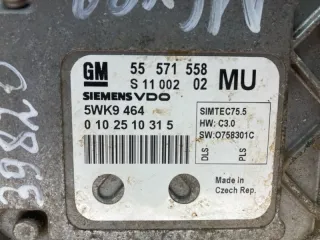 GM 55 571 558 MU
S 11 002 02
SIEMENS VDO
5WK9 464
0 10 25 10 31 5
SIMTEC75.5
HW: C3.0
SW:O758301C
DLS
PLS
Made in
Czech Rep.
39820